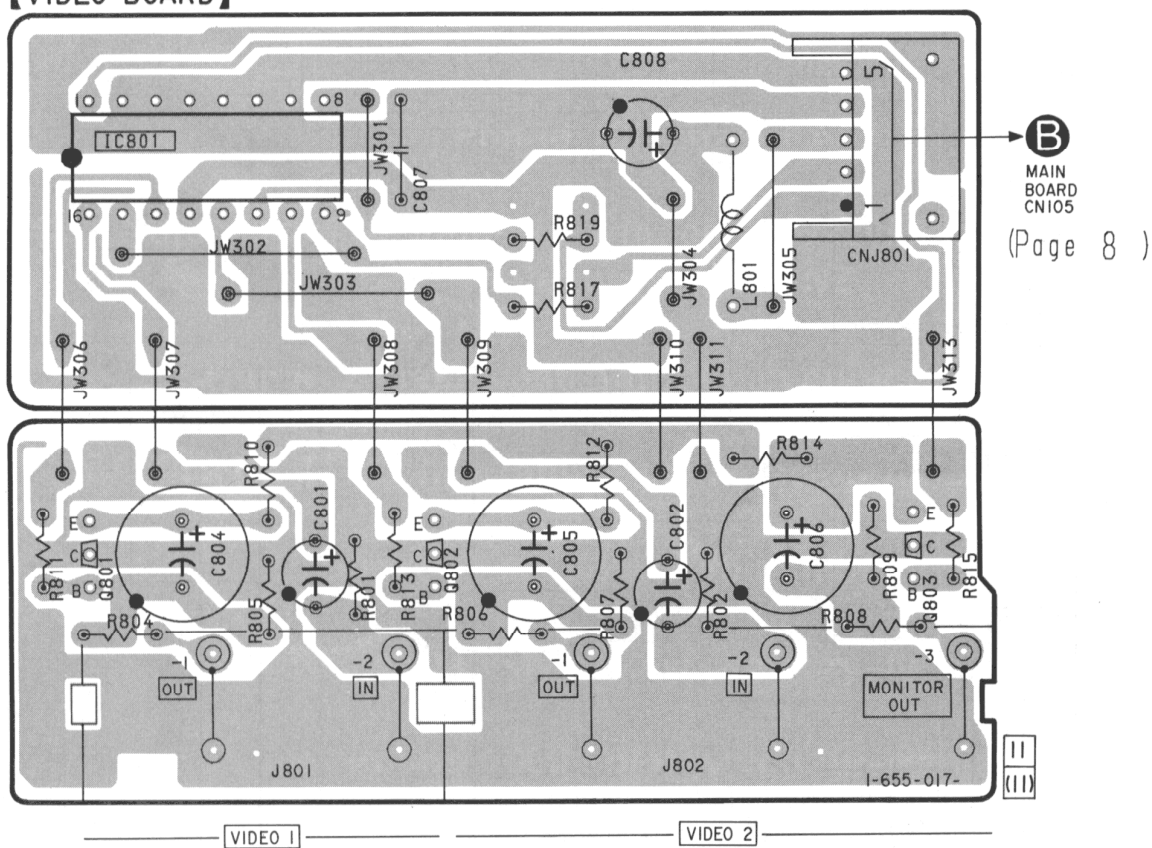 【VIDEO BOARD】
C808
5
1
8
IC801
JW301
C807
B
MAIN
BOARD
CN105
(Page 8 )
16
9
R819
JW302
JW304
L801
JW305
1
CNJ801
JW303
R817
JW306
JW307
JW308
JW309
JW310
JW311
JW313
R810
R812
R814
C801
C802
E
C
B
R811
Q801
C804
R805
R801
R813
E
C
B
Q802
C805
R807
R802
C806
R809
E
C
B
Q803
R815
R804
R806
R808
-1
OUT
-2
IN
-1
OUT
-2
IN
-3
MONITOR
OUT
J801
J802
1-655-017-
11
(11)
VIDEO 1
VIDEO 2